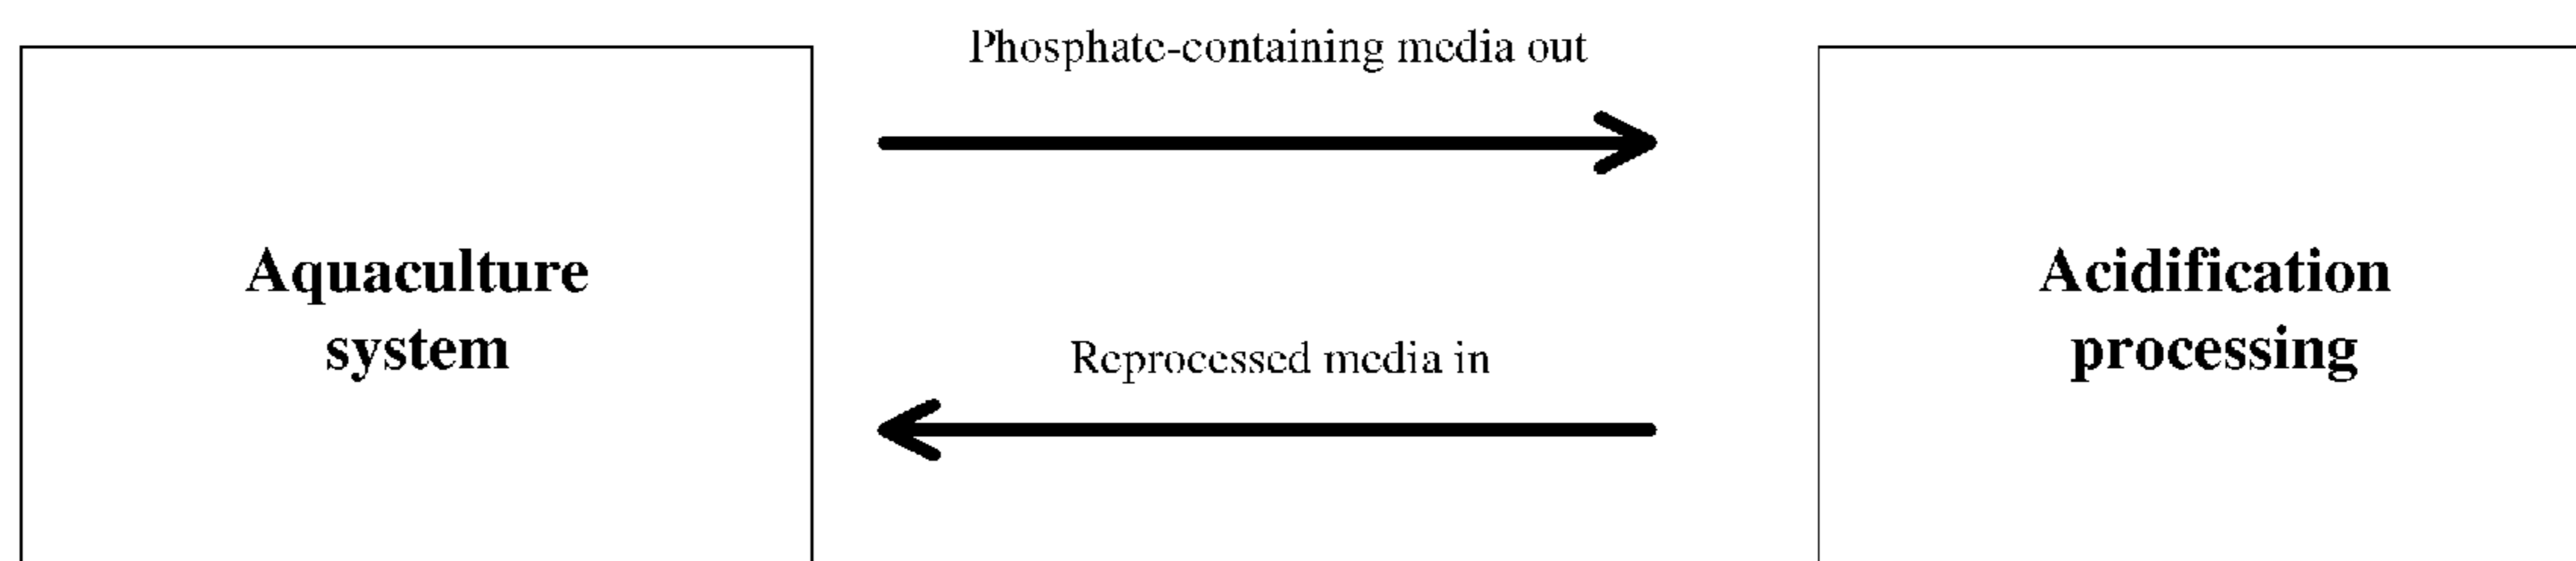 Phosphate-containing media out
Aquaculture
system
Reprocessed media in
Acidification
processing